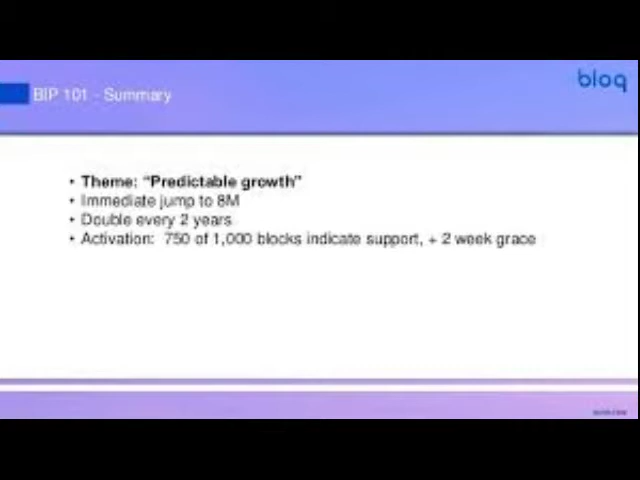 bloq
BIP 101 - Summary
• Theme: “Predictable growth”
• Immediate jump to 8M
• Double every 2 years
• Activation: 750 of 1,000 blocks indicate support, + 2 week grace